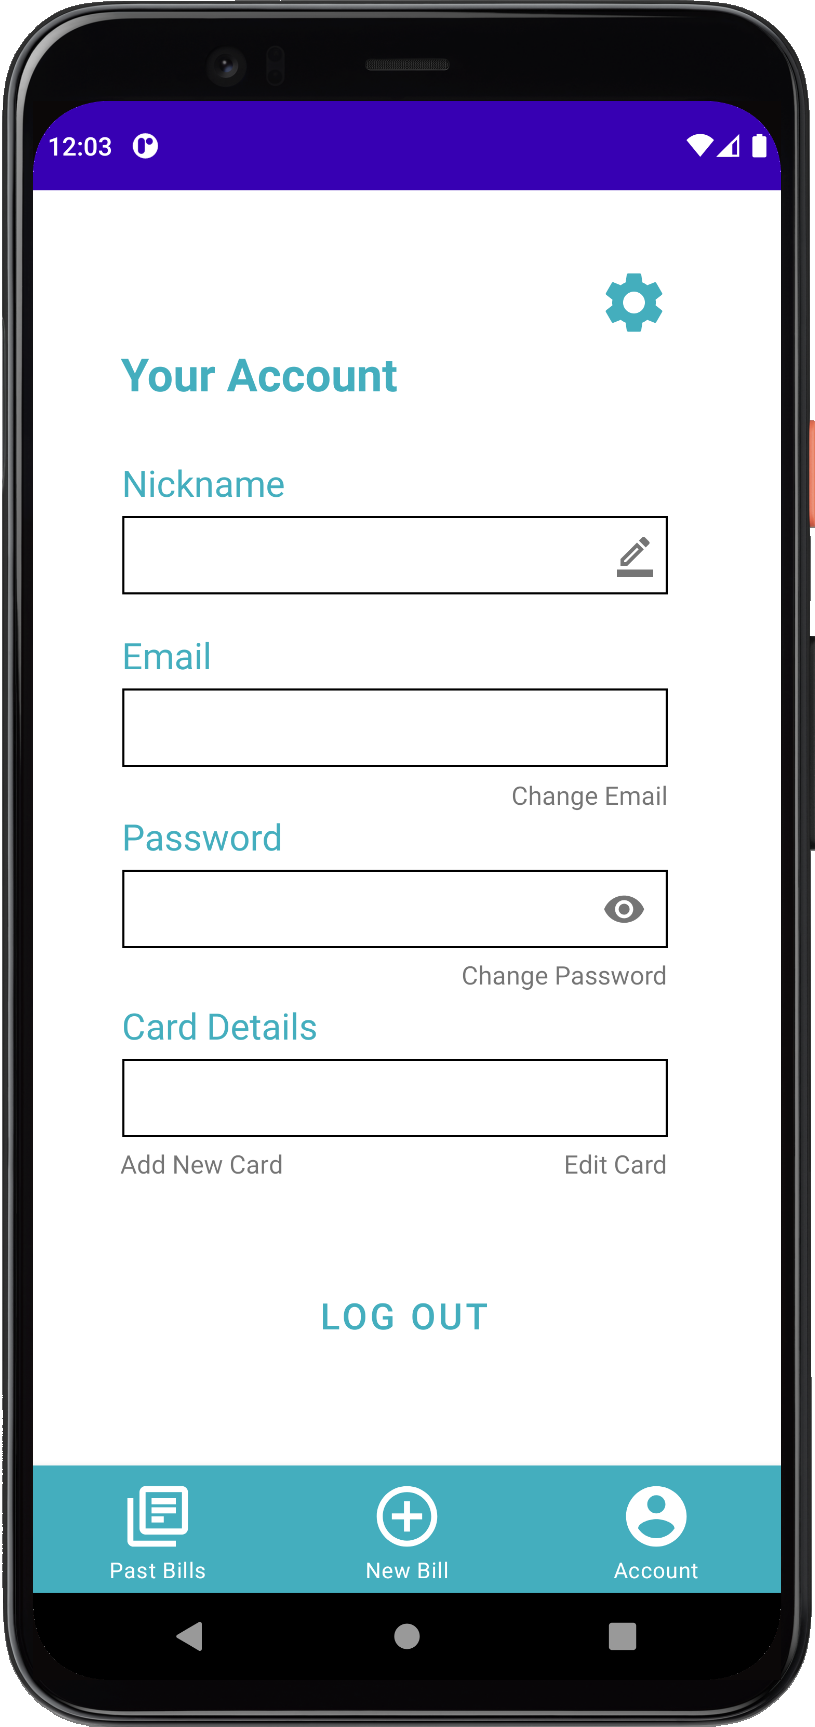 12:03
Your Account
Nickname
Email
Change Email
Password
Change Password
Card Details
Add New Card Edit Card
LOG OUT
Past Bills New Bill Account